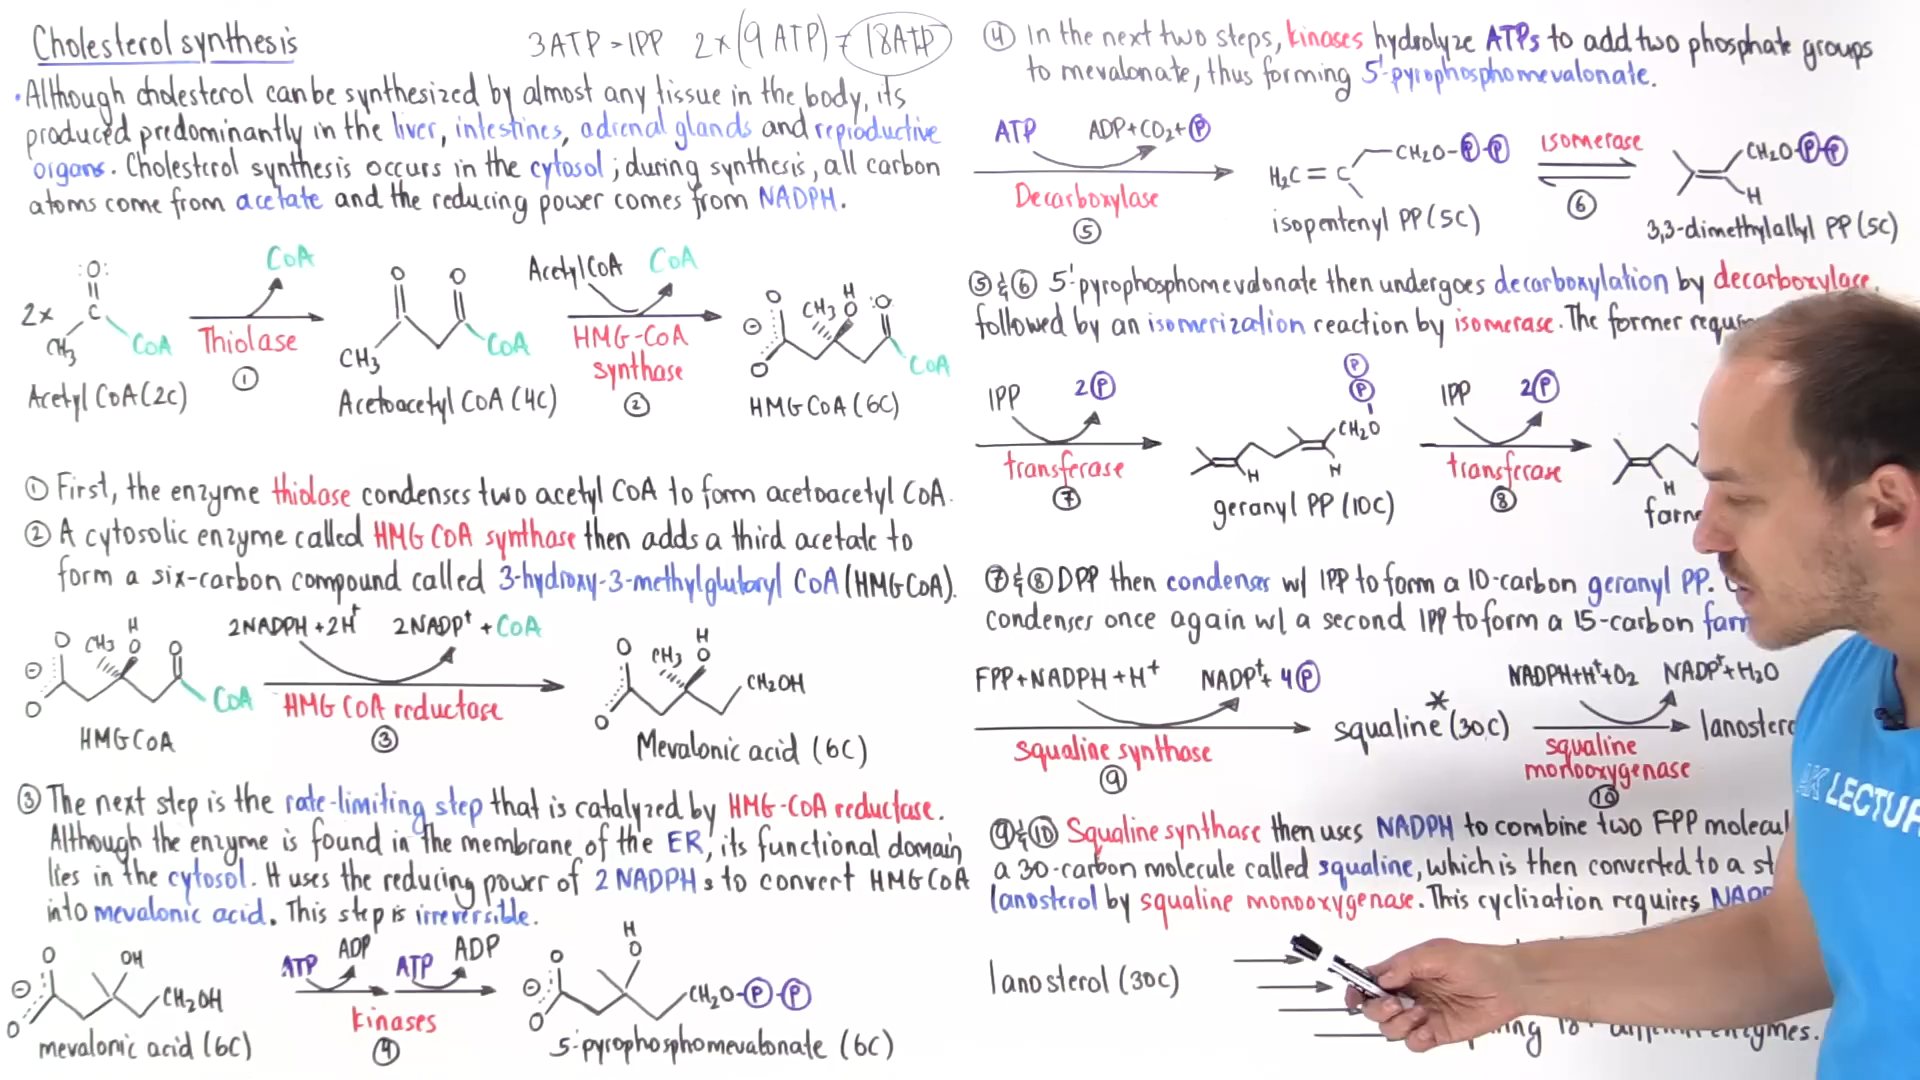 Cholesterol synthesis
3ATP → IPP 2×(9 ATP) = 18ATP
• Although cholesterol can be synthesized by almost any tissue in the body, its
produced predominantly in the liver, intestines, adrenal glands and reproductive
organs. Cholesterol synthesis occurs in the cytosol; during synthesis, all carbon
atoms come from acetate and the reducing power comes from NADPH.
CoA
Acetyl CoA CoA
:O: O O O H :O
2× C CH3 O
CH3 CoA Thiolase CH3 CoA HMG-CoA synthase O CoA
① ②
Acetyl CoA (2C) Acetoacetyl CoA (4C) HMG CoA (6C)
① First, the enzyme thiolase condenses two acetyl CoA to form acetoacetyl CoA.
② A cytosolic enzyme called HMG CoA synthase then adds a third acetate to
form a six-carbon compound called 3-hydroxy-3-methylglutaryl CoA (HMGCoA).
2NADPH + 2H+ 2NADP+ + CoA
O CH3 H O O O CH3 H O
O CoA HMG CoA reductase O CH2OH
③
HMGCoA Mevalonic acid (6C)
③ The next step is the rate-limiting step that is catalyzed by HMG-CoA reductase.
Although the enzyme is found in the membrane of the ER, its functional domain
lies in the cytosol. It uses the reducing power of 2 NADPHs to convert HMG CoA
into mevalonic acid. This step is irreversible.
O OH ATP ADP ATP ADP O H O
O CH2OH kinases O CH2O-P-P
④
mevalonic acid (6C) 5-pyrophosphomevalonate (6C)
④ In the next two steps, kinases hydrolyze ATPs to add two phosphate groups
to mevalonate, thus forming 5'-pyrophosphomevalonate.
ATP ADP+CO2+P
Decarboxylase
⑤
H2C=C CH2O-P-P
isopentenyl PP (5C)
isomerase
⑥
CH2O-P-P
H
3,3-dimethylallyl PP (5C)
⑤&⑥ 5'-pyrophosphomevalonate then undergoes decarboxylation by decarboxylase,
followed by an isomerization reaction by isomerase. The former
IPP 2P
transferase
⑦
P
P
CH2O
H H
geranyl PP (10C)
IPP 2P
transferase
⑧
H
⑦&⑧ DPP then condenses w/ IPP to form a 10-carbon geranyl PP.
condenses once again w/ a second IPP to form a 15-carbon
FPP+NADPH+H+ NADP+ + 4P
Squaline synthase
⑨
squaline* (30C)
NADPH+H++O2 NADP++H2O
squaline
monooxygenase
⑩
⑨&⑩ Squaline synthase then uses NADPH to combine two FPP
a 30-carbon molecule called squaline, which is then converted to a
lanosterol by squaline monooxygenase. This cyclization requires
lanosterol (30C)
enzymes.